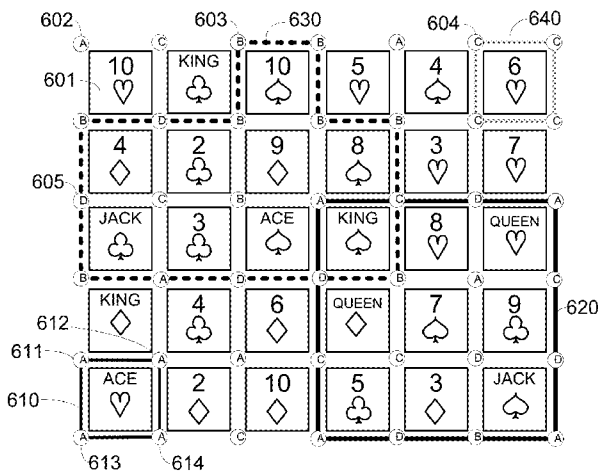 602 603 630 604 640
A C B B A C C
601
10 KING 10 5 4 6
B D B B B C C
4 2 9 8 3 7
605
D C B A C D A
JACK 3 ACE KING 8 QUEEN
B A D D B A C
KING 4 6 QUEEN 7 9
620
612
611
A A A C C D D
ACE 2 10 5 3 JACK
610
A A C A D B A
613 614